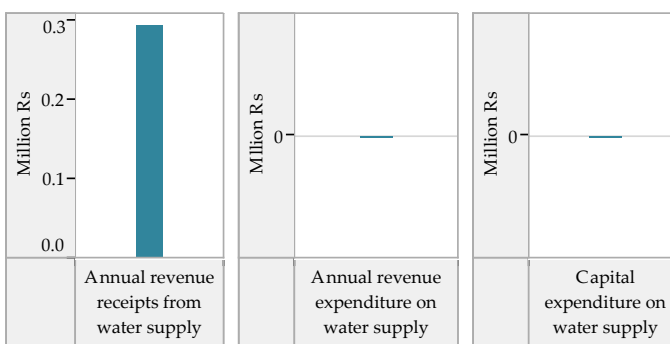 Million Rs
0.3
0.2
0.1
0.0
Annual revenue
receipts from
water supply
Million Rs
0
Annual revenue
expenditure on
water supply
Million Rs
0
Capital
expenditure on
water supply